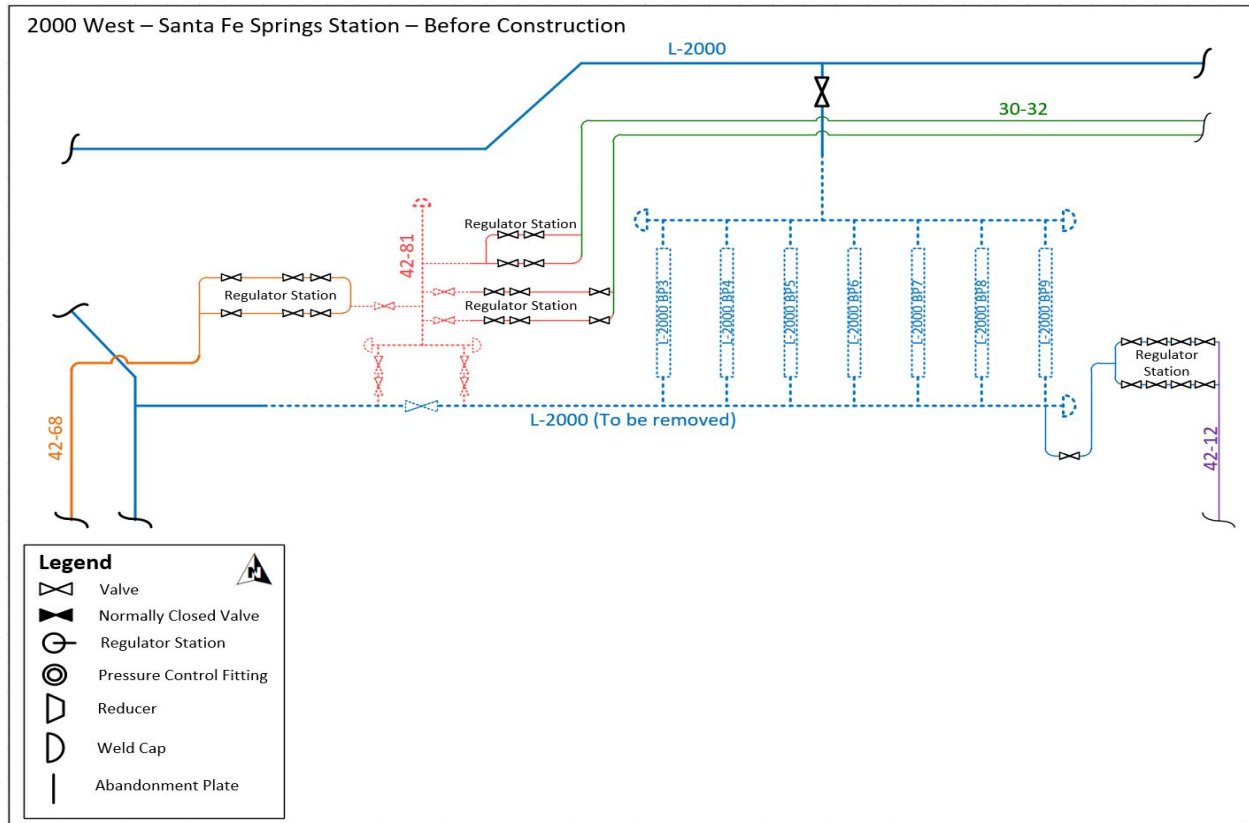 2000 West – Santa Fe Springs Station – Before Construction
L-2000
30-32
Regulator Station
42-81
Regulator Station
Regulator Station
L-2000 BP3
L-2000 BP4
L-2000 BP5
L-2000 BP6
L-2000 BP7
L-2000 BP8
L-2000 BP9
Regulator
Station
L-2000 (To be removed)
42-68
42-12
Legend
N
Valve
Normally Closed Valve
Regulator Station
Pressure Control Fitting
Reducer
Weld Cap
Abandonment Plate